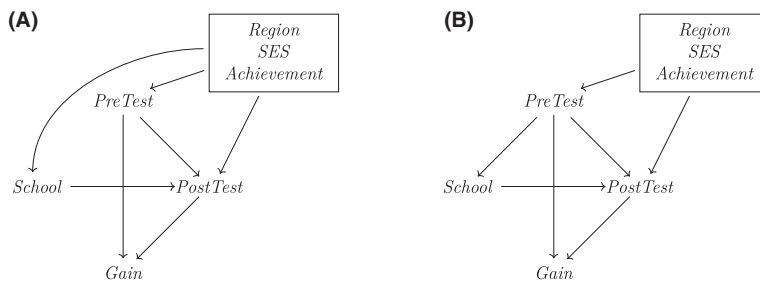 (A)
Region
SES
Achievement
PreTest
School
PostTest
Gain
(B)
Region
SES
Achievement
PreTest
School
PostTest
Gain